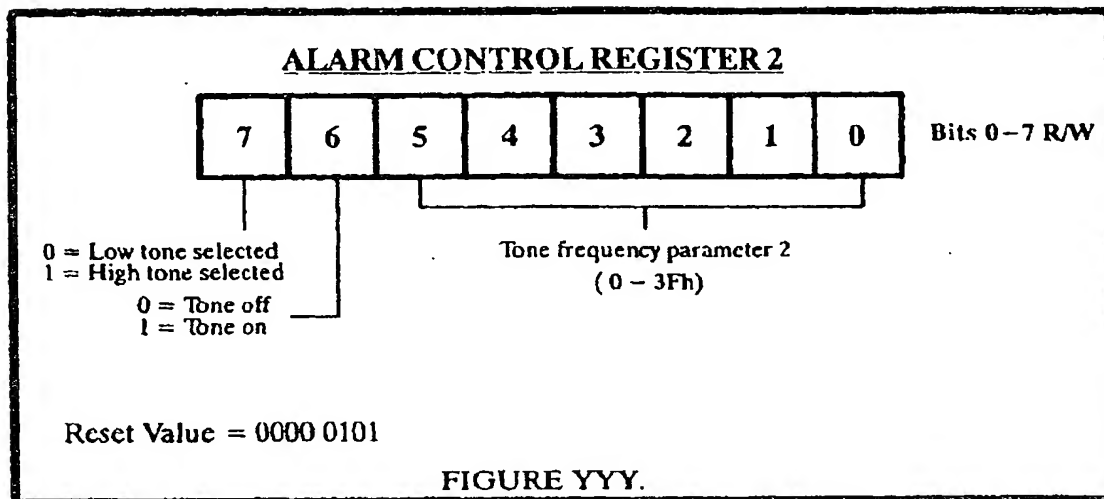 ALARM CONTROL REGISTER 2
7 6 5 4 3 2 1 0 Bits 0-7 R/W
0 = Low tone selected
1 = High tone selected
0 = Tone off
1 = Tone on
Tone frequency parameter 2
( 0 - 3Fh)
Reset Value = 0000 0101
FIGURE YYY.